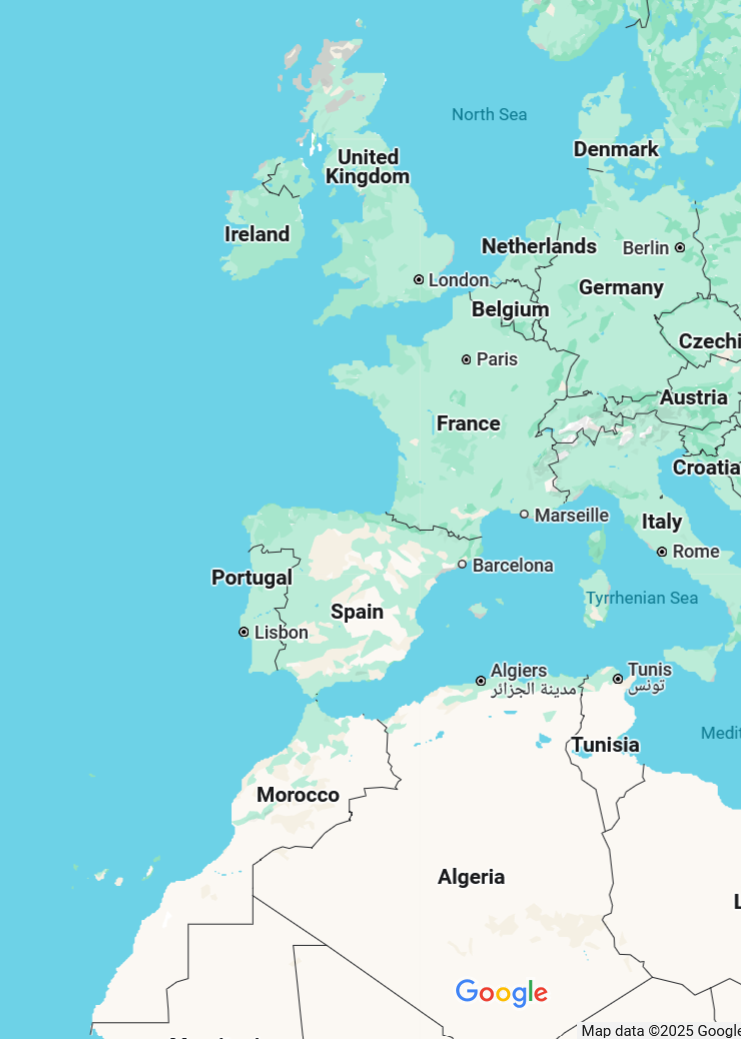 North Sea
Denmark
United
Kingdom
Ireland
Netherlands
Berlin
London
Germany
Belgium
Czechi
Paris
Austria
France
Croatia
Marseille
Italy
Rome
Barcelona
Portugal
Tyrrhenian Sea
Spain
Lisbon
Algiers
مدينة الجزائر
Tunis
تونس
Medit
Tunisia
Morocco
Algeria
L
Google
Map data ©2025 Google